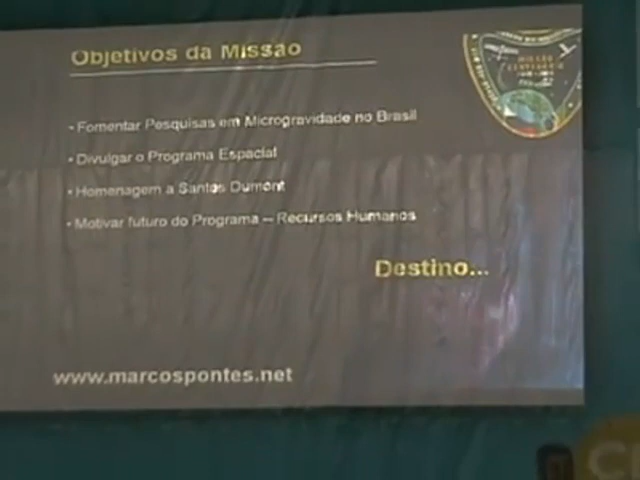 Objetivos da Missão
• Fomentar Pesquisas em Microgravidade no Brasil
• Divulgar o Programa Espacial
• Homenagem a Santos Dumont
• Motivar futuro do Programa – Recursos Humanos
Destino...
www.marcospontes.net